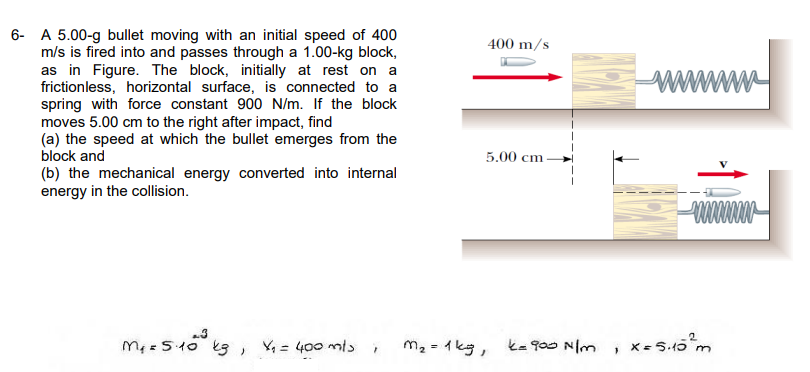 6- A 5.00-g bullet moving with an initial speed of 400
m/s is fired into and passes through a 1.00-kg block,
as in Figure. The block, initially at rest on a
frictionless, horizontal surface, is connected to a
spring with force constant 900 N/m. If the block
moves 5.00 cm to the right after impact, find
(a) the speed at which the bullet emerges from the
block and
(b) the mechanical energy converted into internal
energy in the collision.
400 m/s
5.00 cm
v
m₁ = 5·10⁻³ kg , V₁ = 400 m/s , m₂ = 1 kg , k = 900 N/m , x = 5·10⁻² m